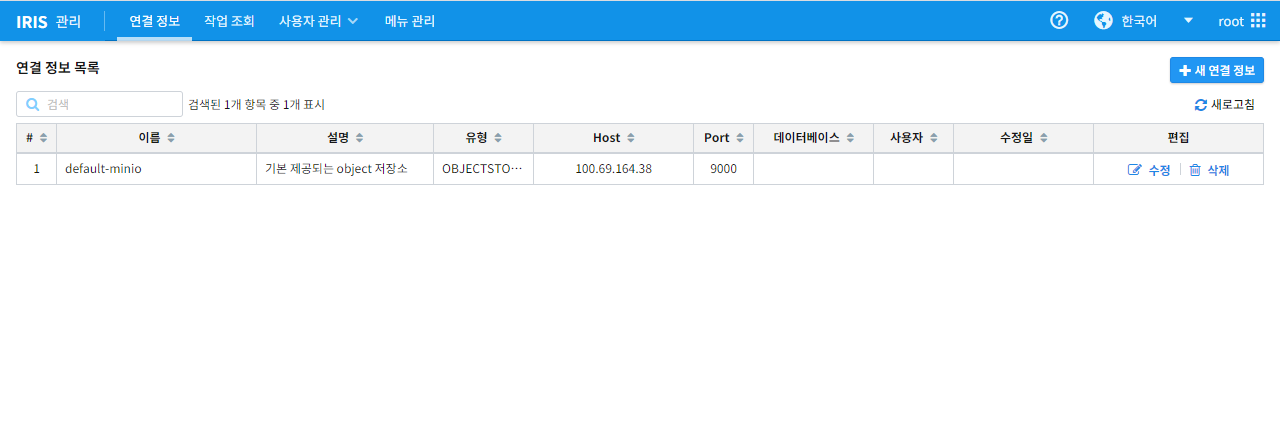 IRIS 관리 연결 정보 작업 조회 사용자 관리 메뉴 관리 한국어 root
연결 정보 목록
새 연결 정보
검색 검색된 1개 항목 중 1개 표시 새로고침
# 이름 설명 유형 Host Port 데이터베이스 사용자 수정일 편집
1 default-minio 기본 제공되는 object 저장소 OBJECTSTO··· 100.69.164.38 9000 수정 삭제